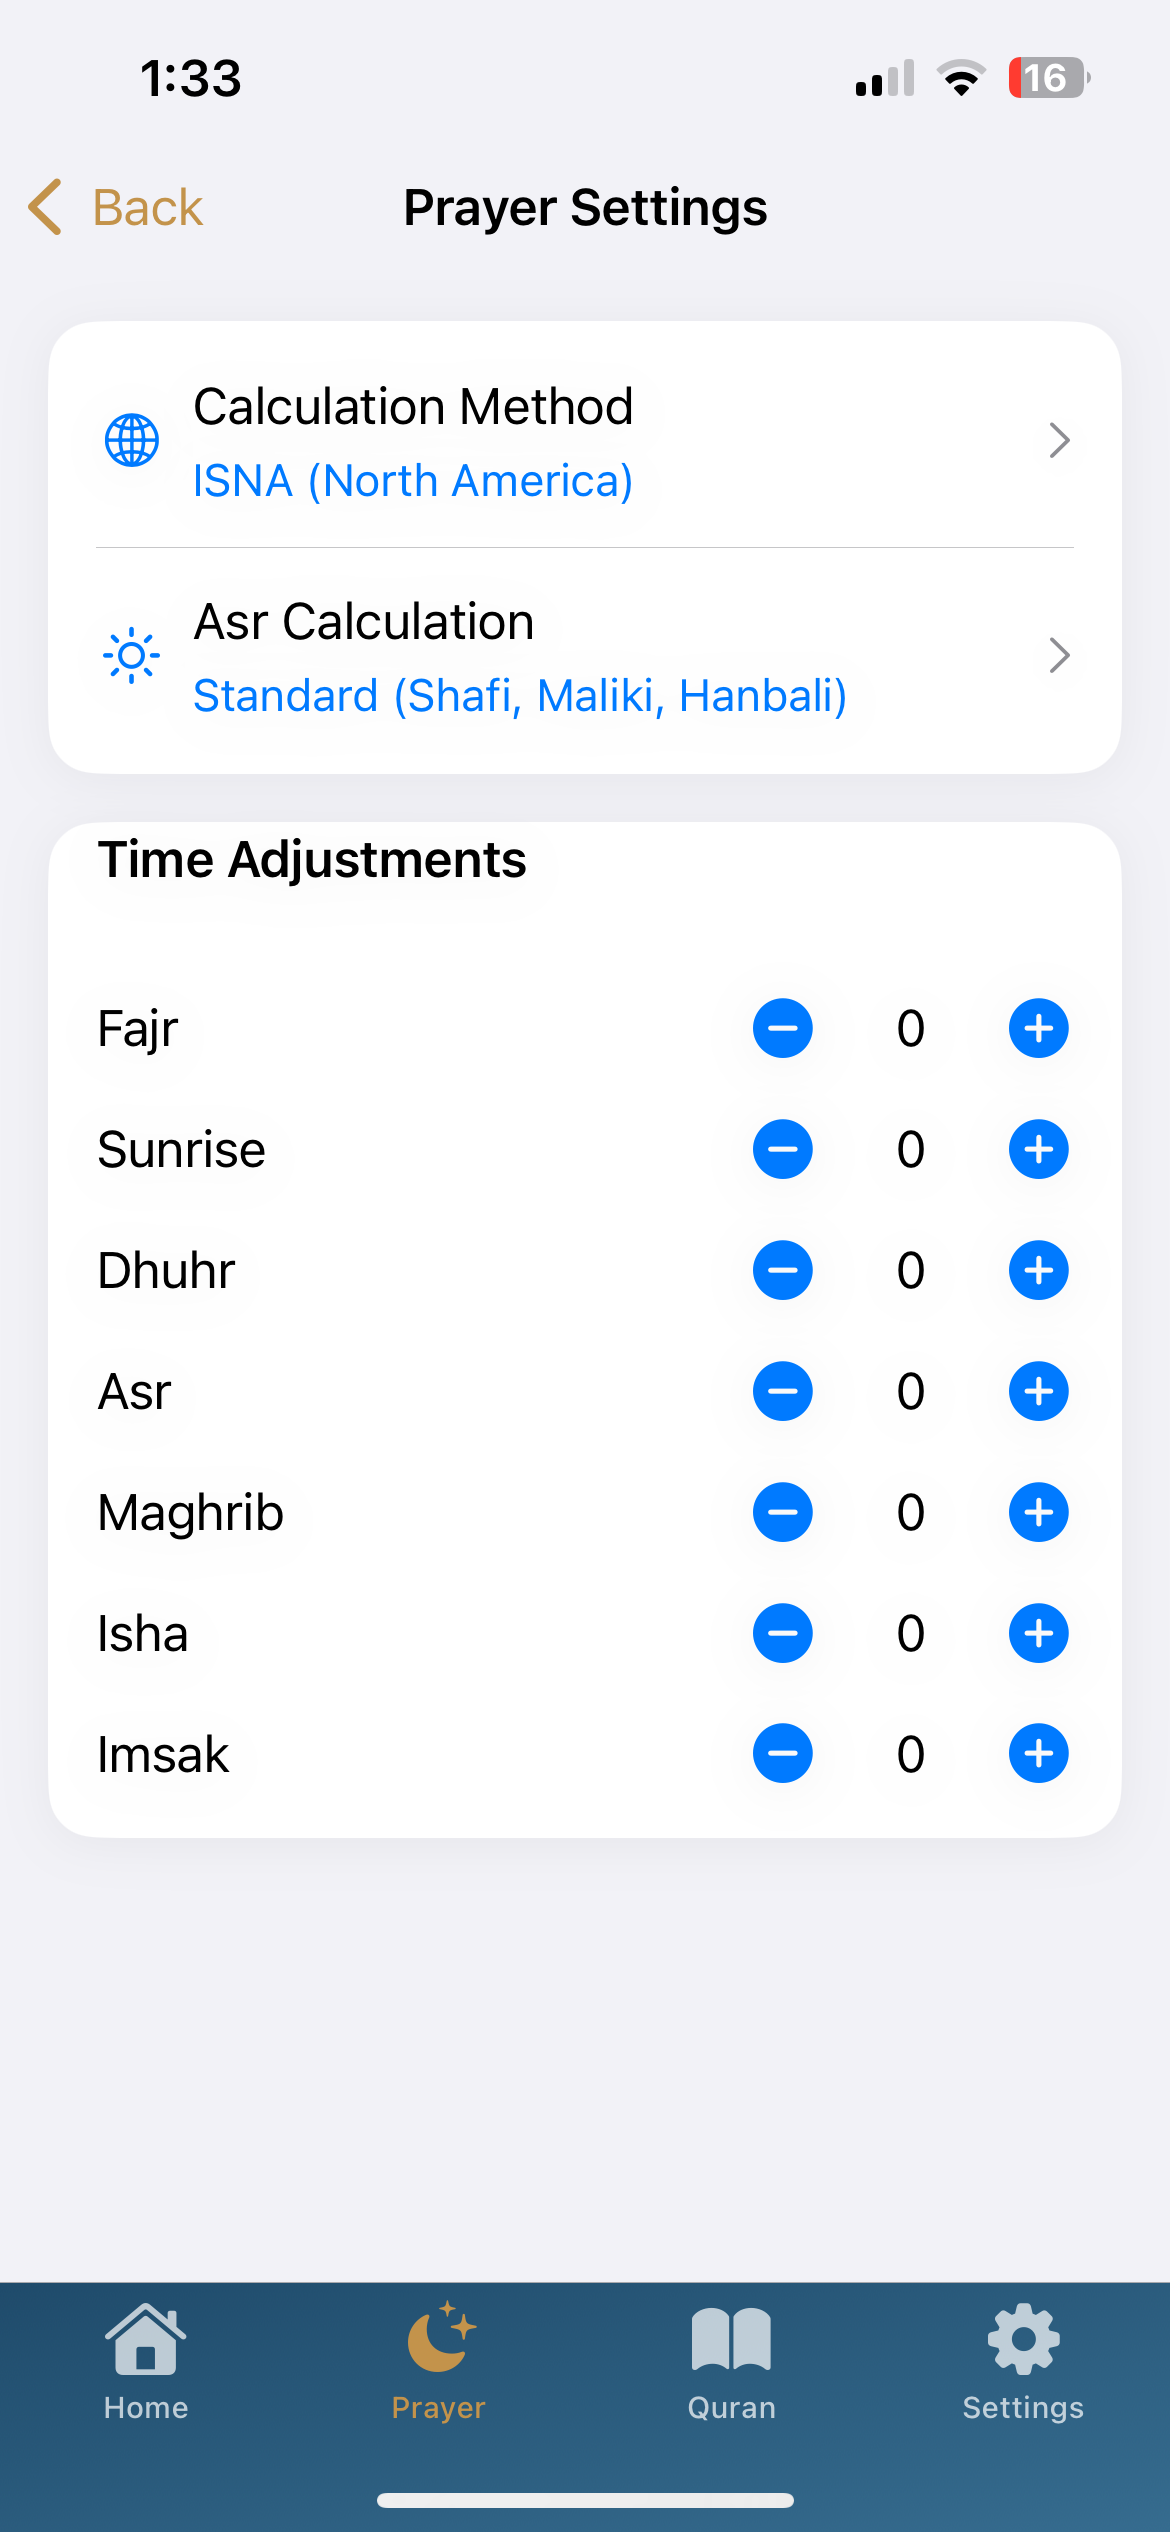 1:33
16
Back
Prayer Settings
Calculation Method
ISNA (North America)
Asr Calculation
Standard (Shafi, Maliki, Hanbali)
Time Adjustments
Fajr 0
Sunrise 0
Dhuhr 0
Asr 0
Maghrib 0
Isha 0
Imsak 0
Home
Prayer
Quran
Settings